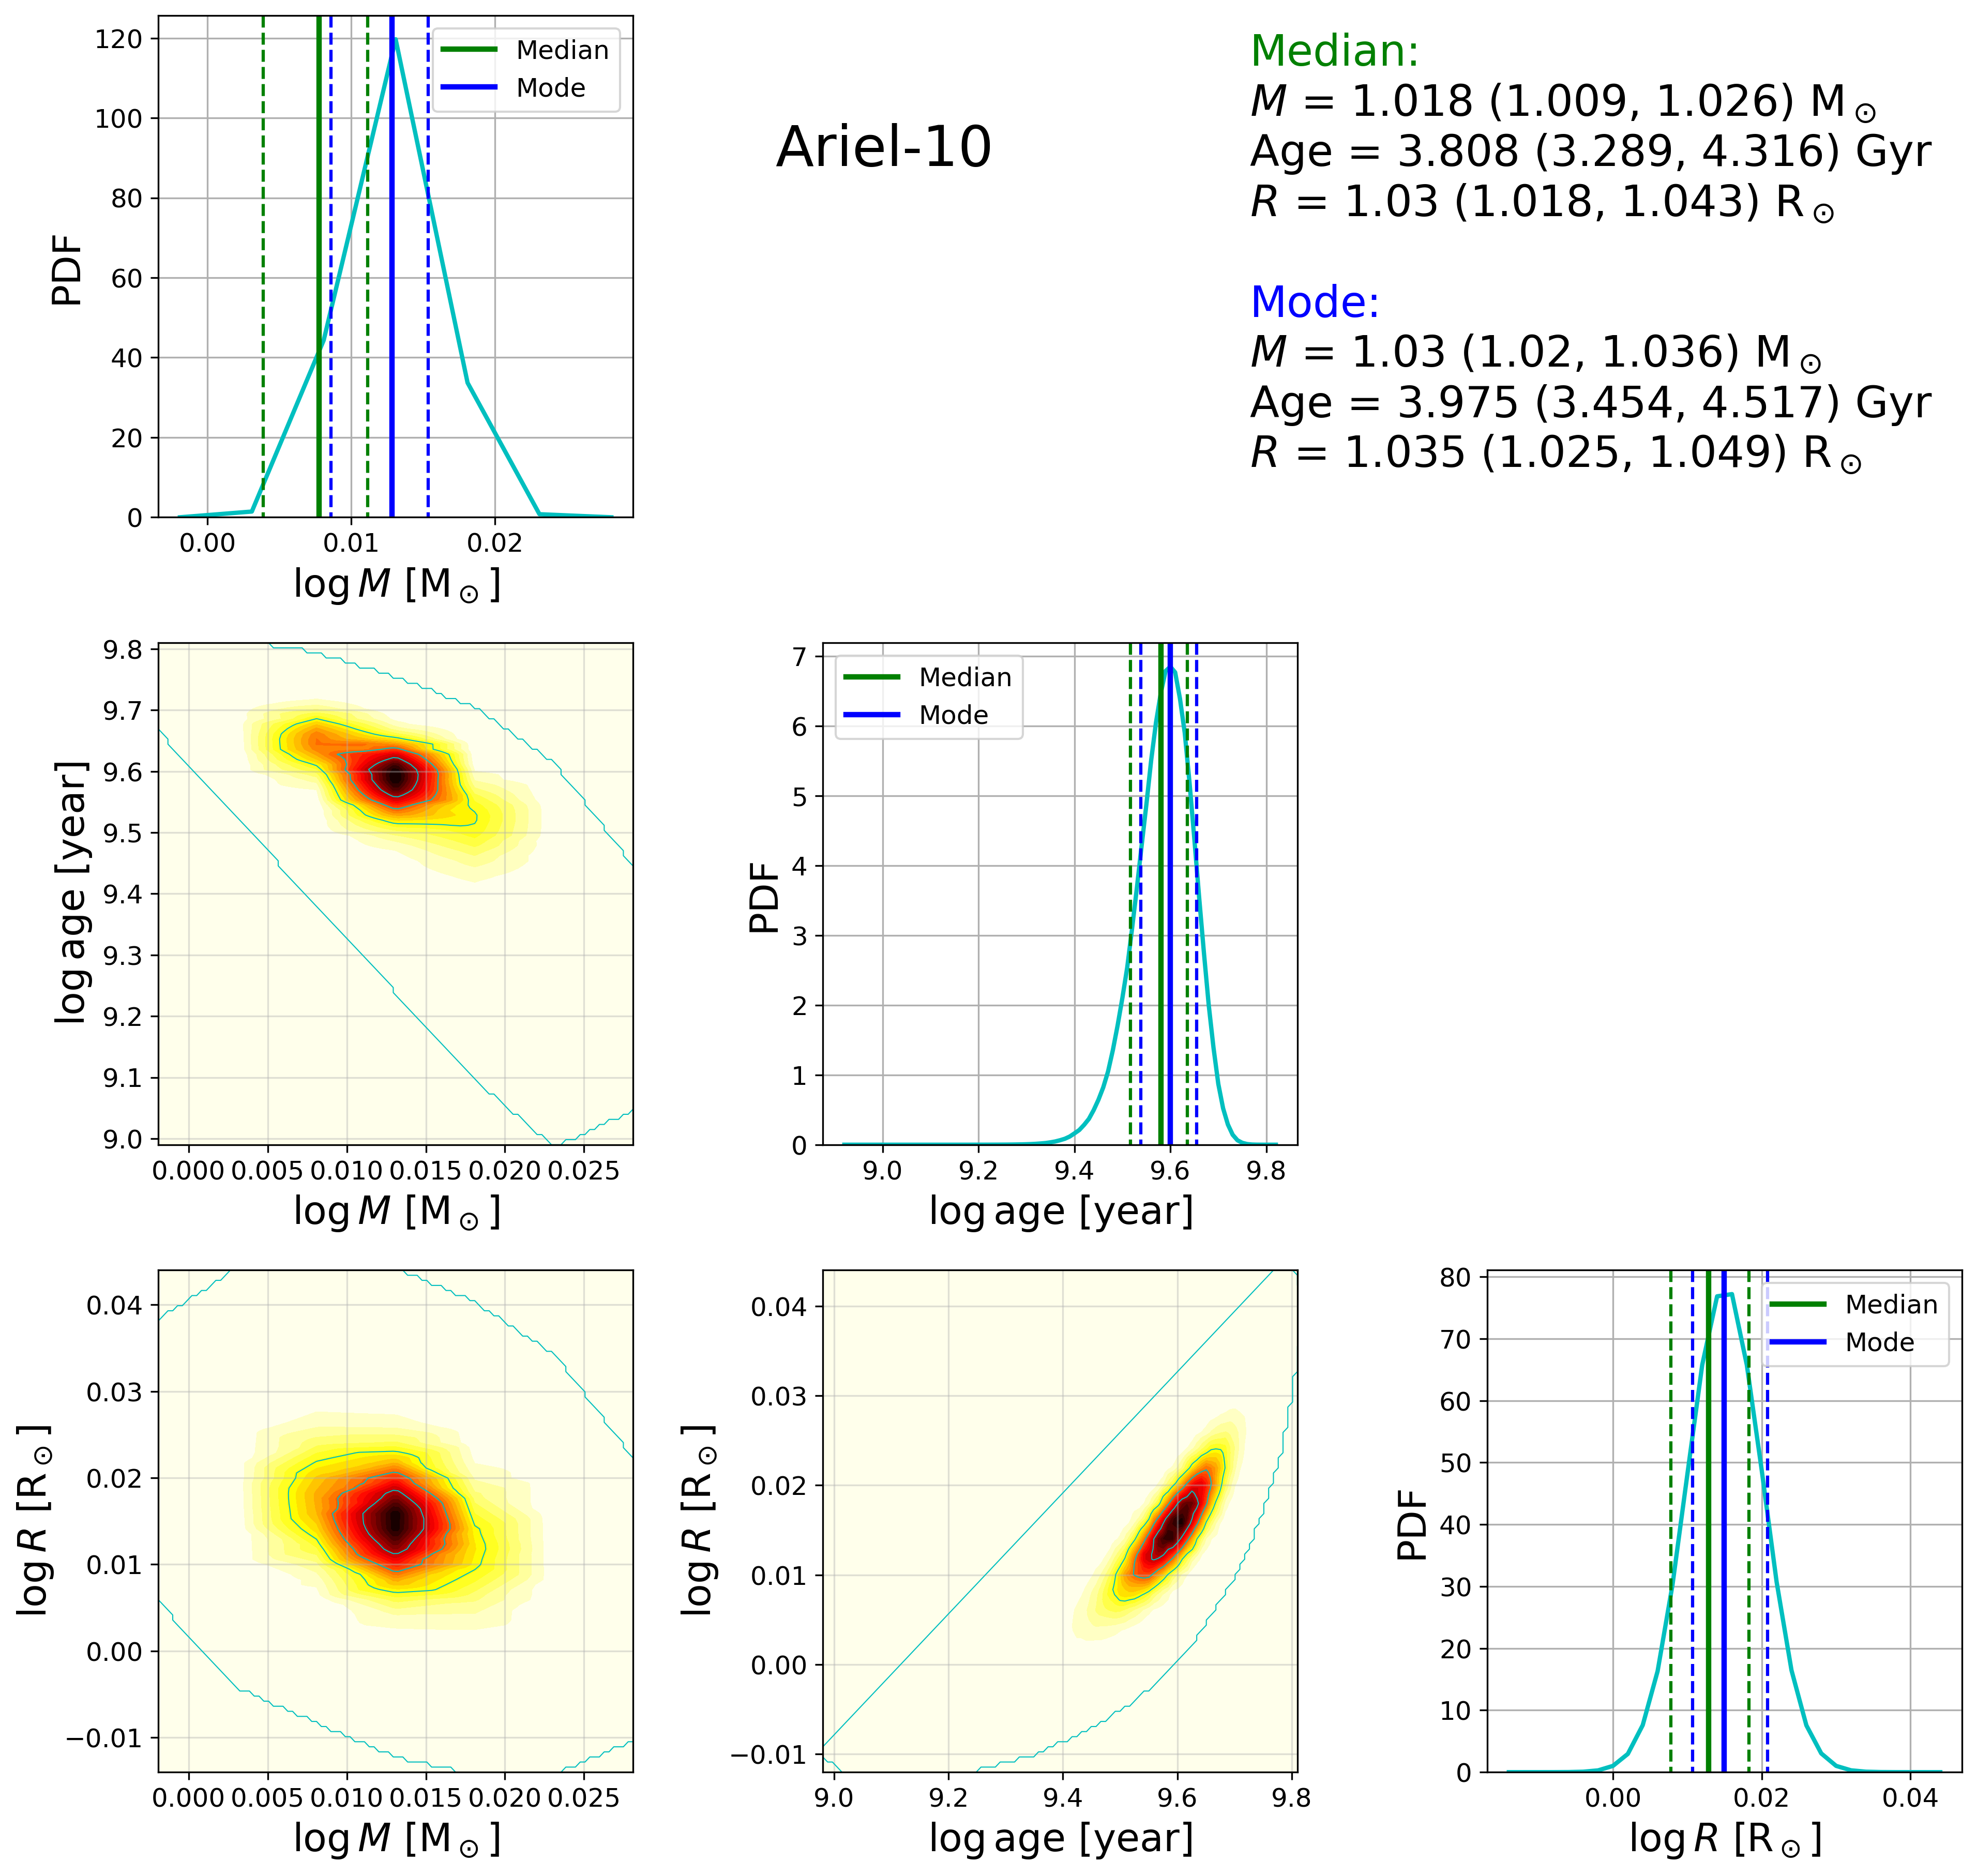 120
100
80
60
40
20
0
PDF
0.00 0.01 0.02
log M [M⊙]
Median
Mode
Ariel-10
Median:
M = 1.018 (1.009, 1.026) M⊙
Age = 3.808 (3.289, 4.316) Gyr
R = 1.03 (1.018, 1.043) R⊙
Mode:
M = 1.03 (1.02, 1.036) M⊙
Age = 3.975 (3.454, 4.517) Gyr
R = 1.035 (1.025, 1.049) R⊙
9.8
9.7
9.6
9.5
9.4
9.3
9.2
9.1
9.0
log age [year]
0.000 0.005 0.010 0.015 0.020 0.025
log M [M⊙]
7
6
5
4
3
2
1
0
PDF
Median
Mode
9.0 9.2 9.4 9.6 9.8
log age [year]
0.04
0.03
0.02
0.01
0.00
−0.01
log R [R⊙]
0.000 0.005 0.010 0.015 0.020 0.025
log M [M⊙]
0.04
0.03
0.02
0.01
0.00
−0.01
log R [R⊙]
9.0 9.2 9.4 9.6 9.8
log age [year]
80
70
60
50
40
30
20
10
0
PDF
Median
Mode
0.00 0.02 0.04
log R [R⊙]